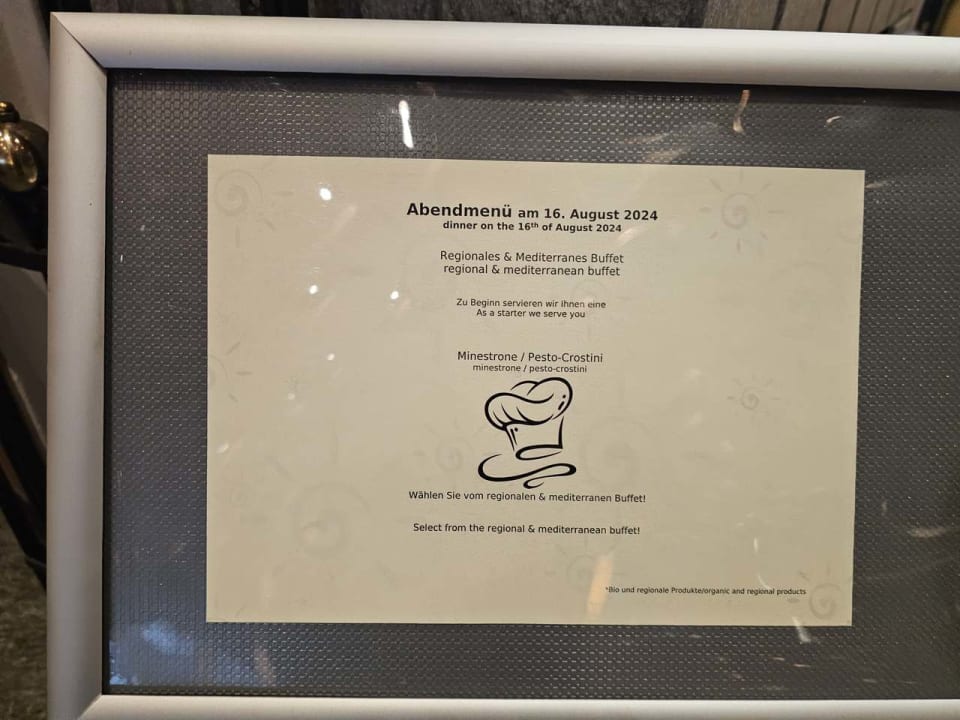 Abendmenü am 16. August 2024
dinner on the 16th of August 2024
Regionales & Mediterranes Buffet
regional & mediterranean buffet
Zu Beginn servieren wir Ihnen eine
As a starter we serve you
Minestrone / Pesto-Crostini
minestrone / pesto-crostini
Wählen Sie vom regionalen & mediterranen Buffet!
Select from the regional & mediterranean buffet!
*Bio und regionale Produkte/organic and regional products